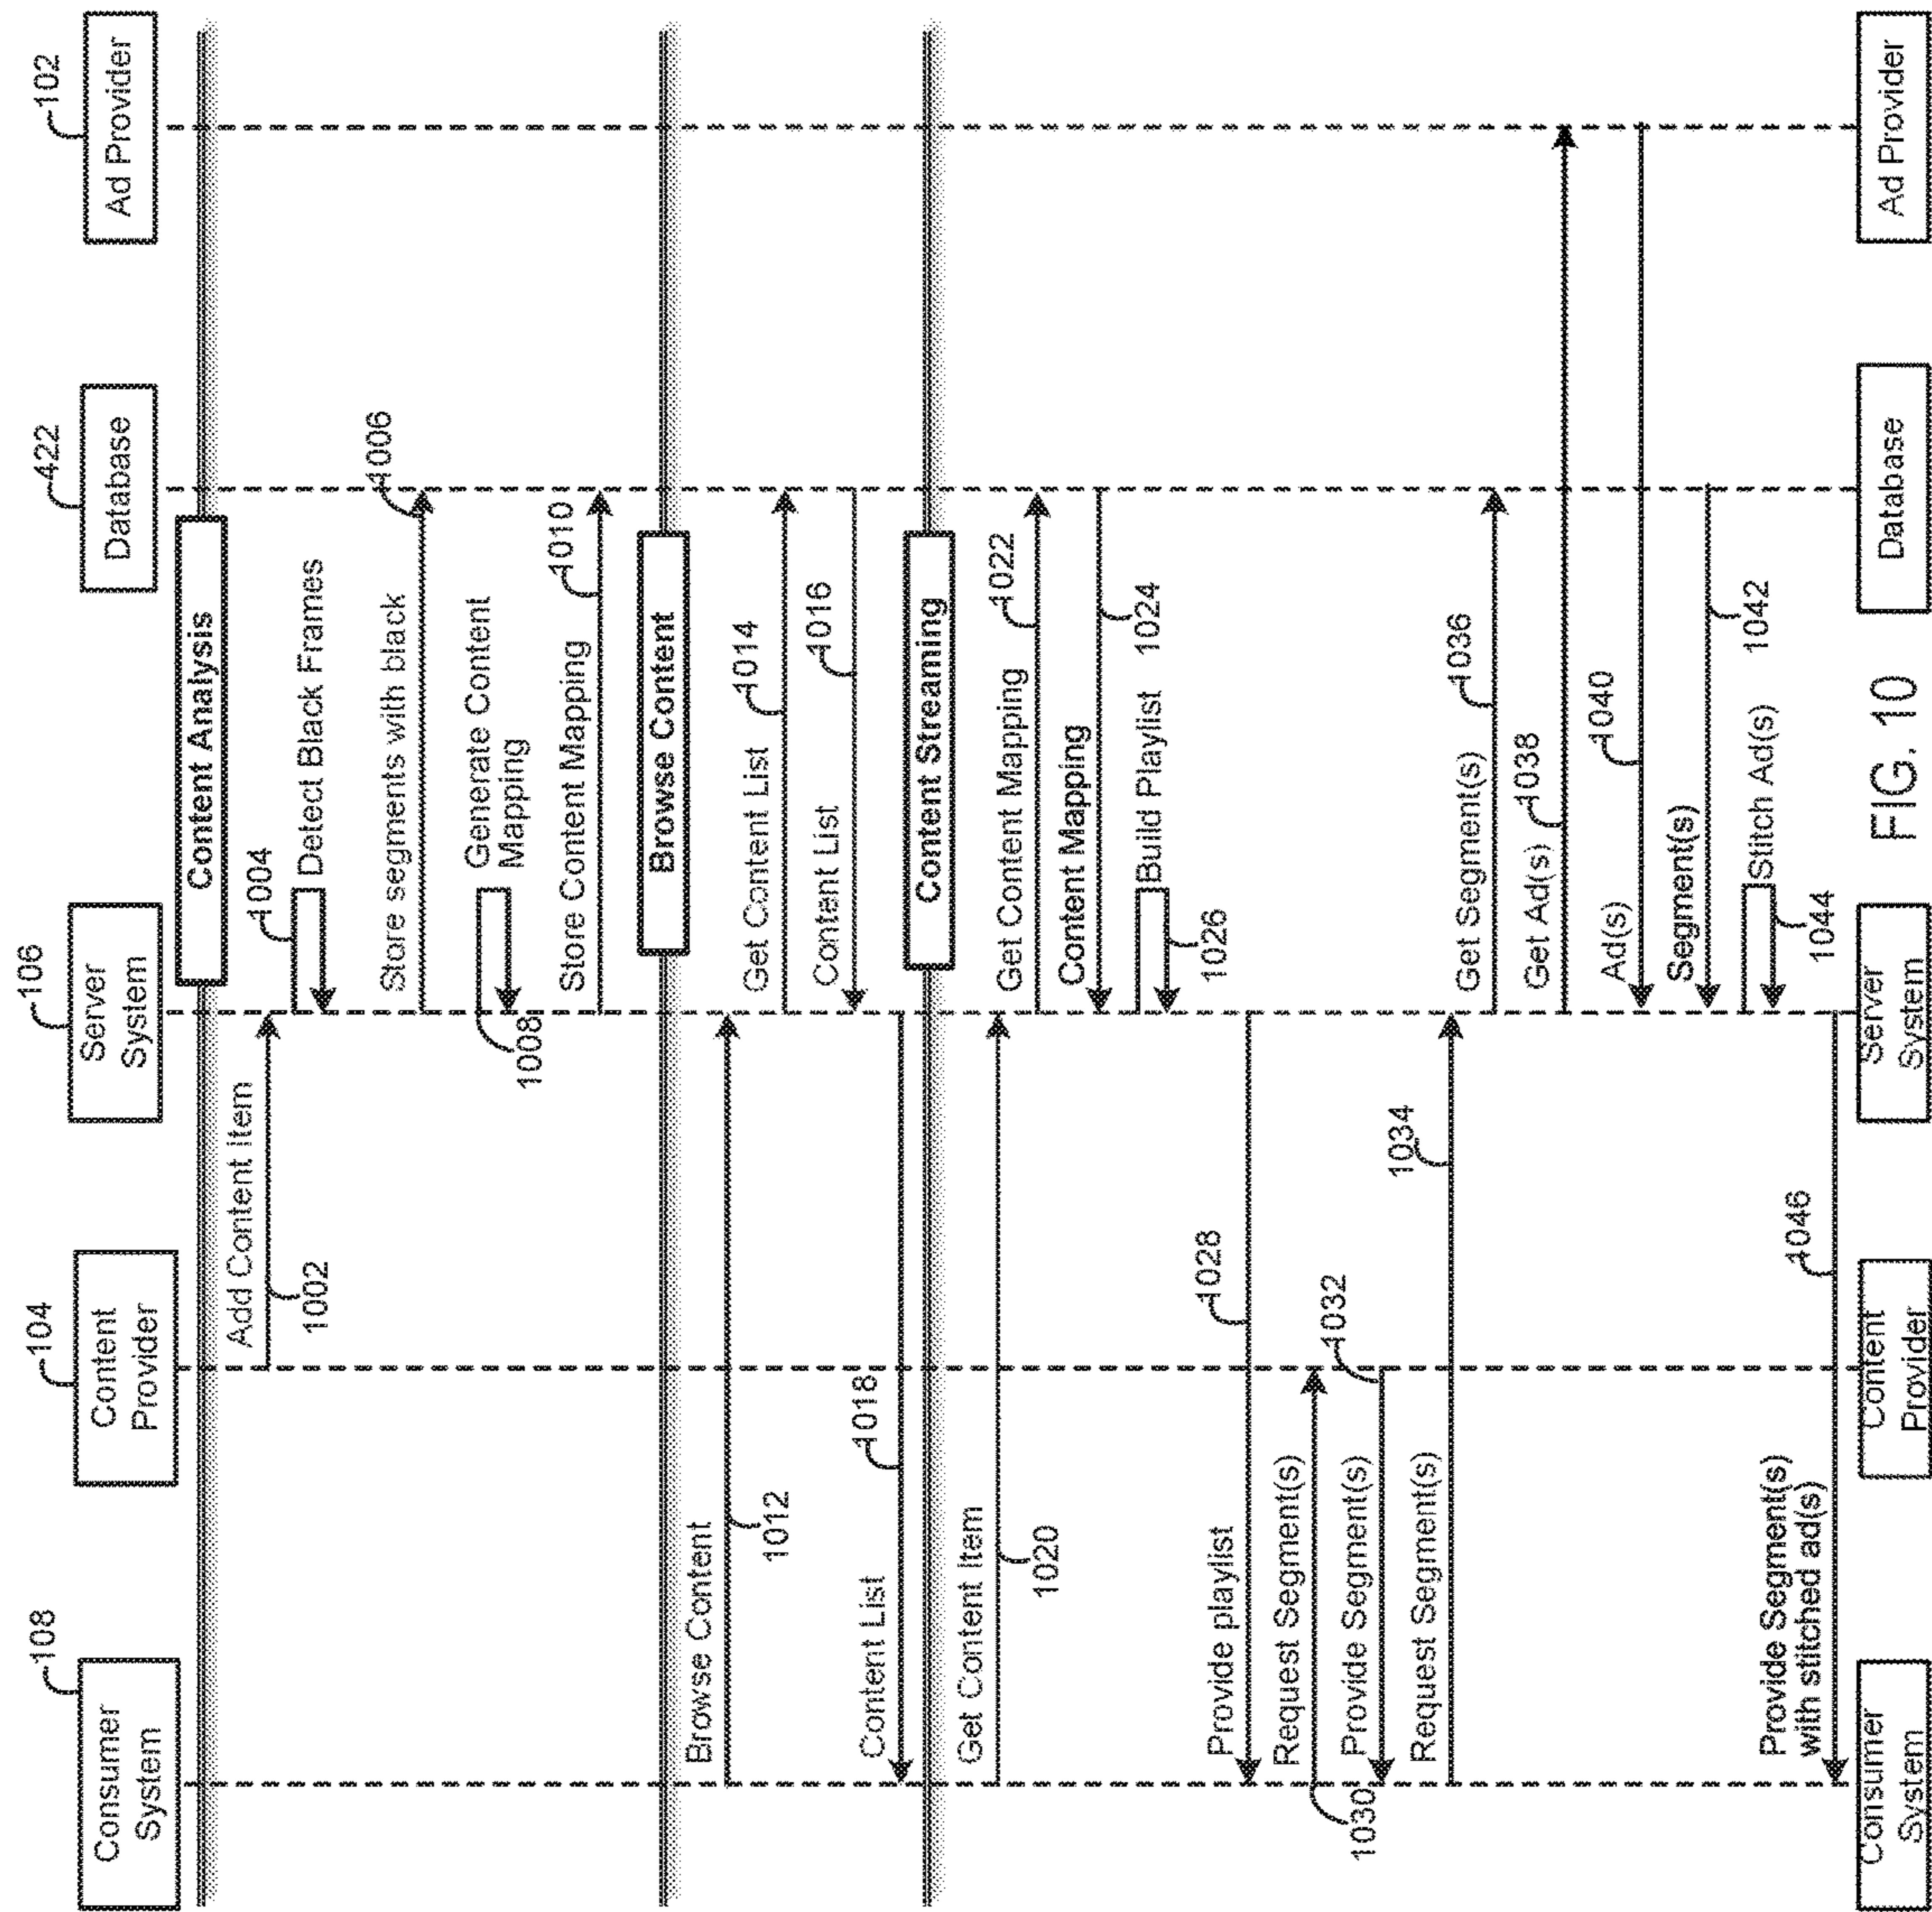 108
Consumer
System
104
Content
Provider
106
Server
System
422
Database
102
Ad Provider
Content Analysis
Add Content item
1002
1004
Detect Black Frames
Store segments with black
1006
Generate Content
Mapping
1008
Store Content Mapping
1010
Browse Content
Browse Content
1012
Get Content List
1014
Content List
1016
Content List
1018
Content Streaming
Get Content Item
1020
Get Content Mapping
1022
Content Mapping
1024
Build Playlist
1026
Provide playlist
1028
Request Segment(s)
1030
Provide Segment(s)
1032
Request Segment(s)
1034
Get Segment(s)
1036
Get Ad(s)
1038
Ad(s)
1040
Segment(s)
1042
Stitch Ad(s)
1044
Provide Segment(s)
with stitched ad(s)
1046
Consumer
System
Content
Provider
Server
System
Database
Ad Provider
FIG. 10